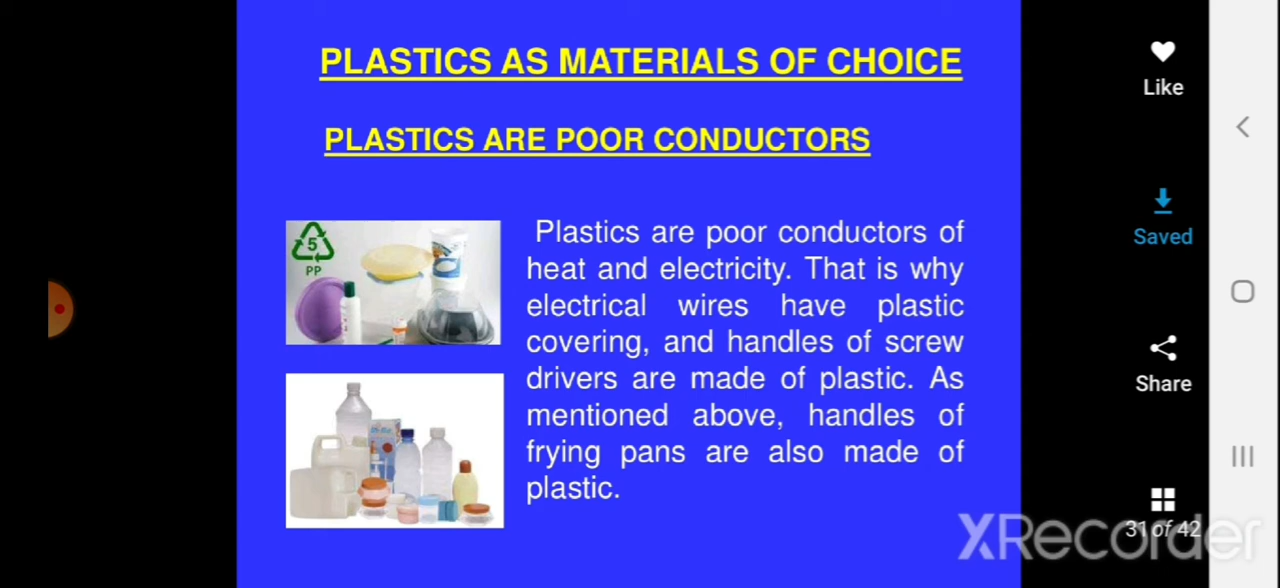 PLASTICS AS MATERIALS OF CHOICE
Like
PLASTICS ARE POOR CONDUCTORS
5
PP
Plastics are poor conductors of
heat and electricity. That is why
electrical wires have plastic
covering, and handles of screw
drivers are made of plastic. As
mentioned above, handles of
frying pans are also made of
plastic.
Saved
Share
31 of 42
XRecorder